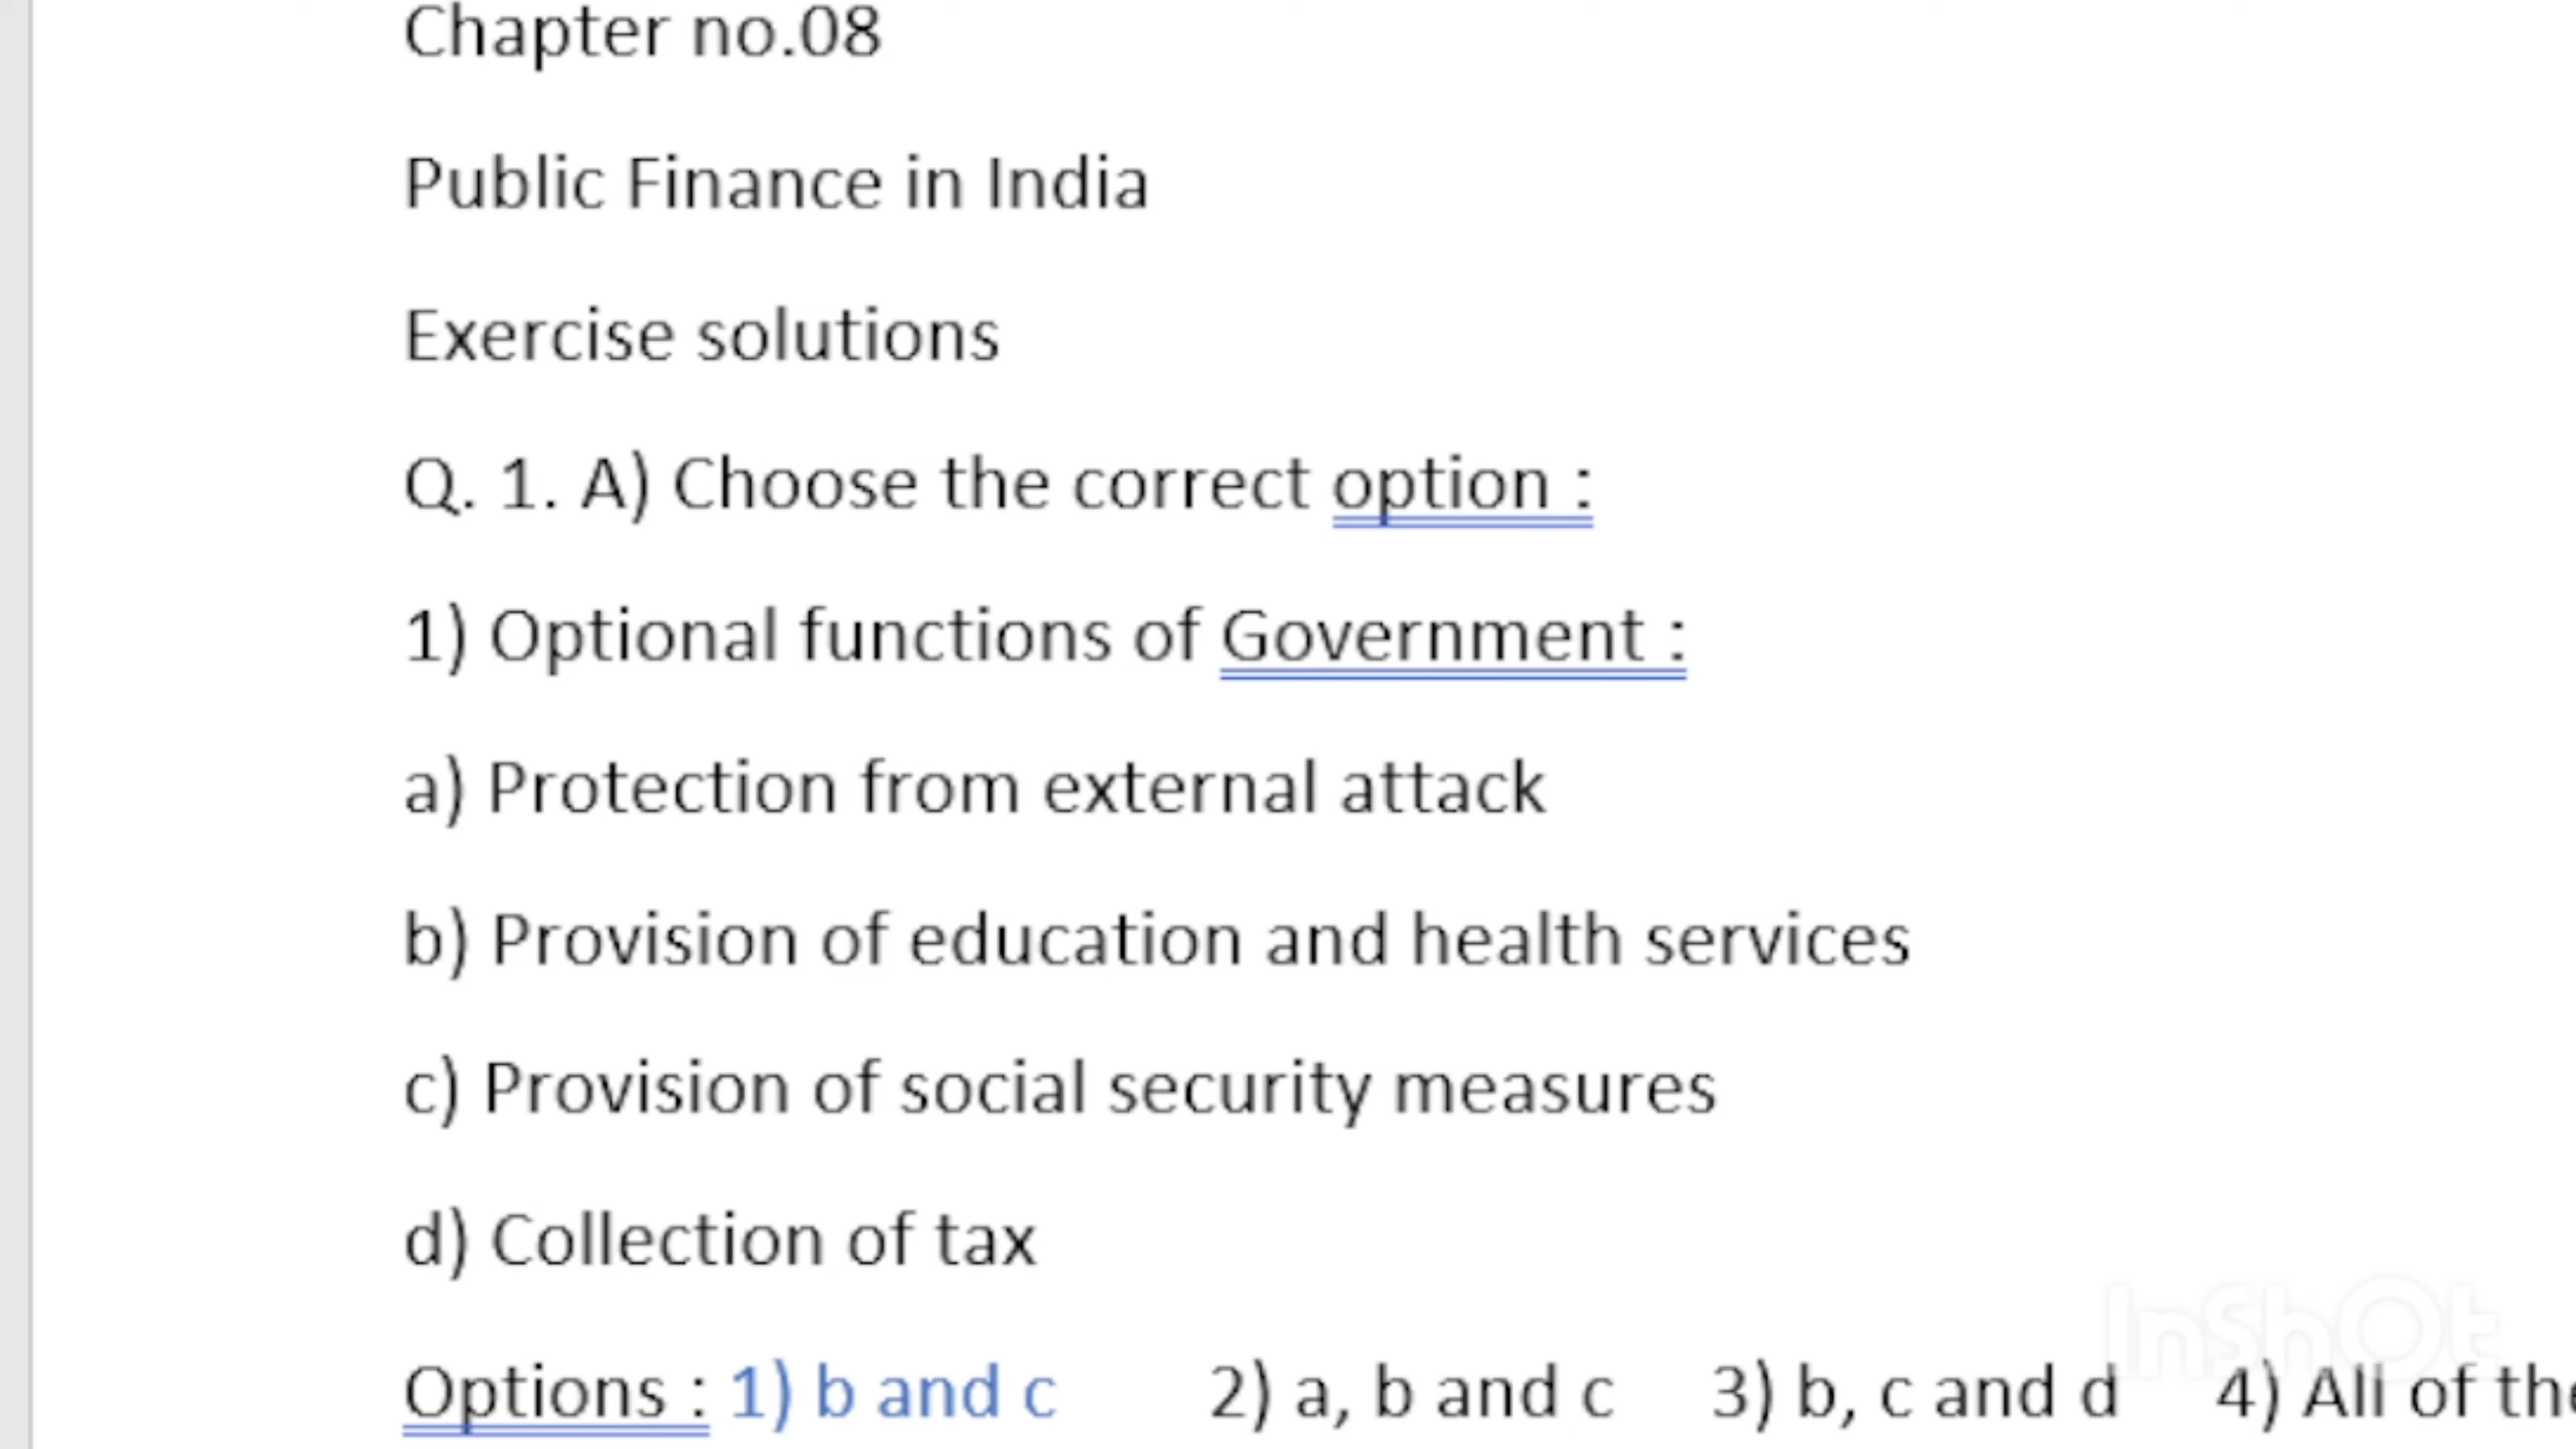 Chapter no.08
Public Finance in India
Exercise solutions
Q. 1. A) Choose the correct option :
1) Optional functions of Government :
a) Protection from external attack
b) Provision of education and health services
c) Provision of social security measures
d) Collection of tax
InShOt
Options : 1) b and c 2) a, b and c 3) b, c and d 4) All of